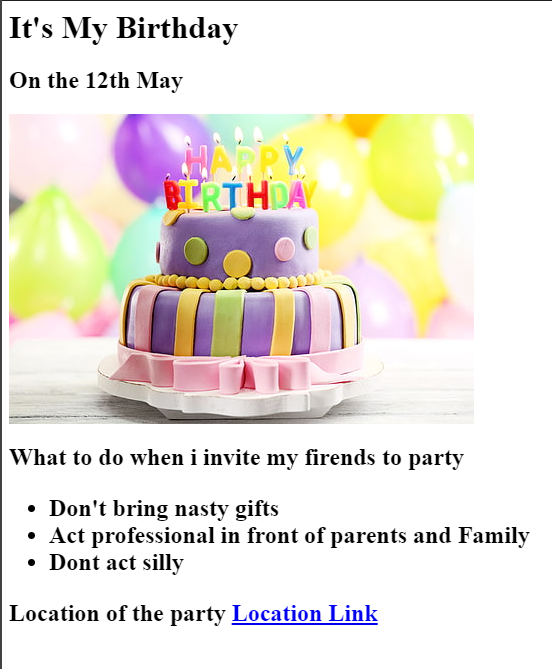 It's My Birthday
On the 12th May
HAPPY
BIRTHDAY
What to do when i invite my firends to party
Don't bring nasty gifts
Act professional in front of parents and Family
Dont act silly
Location of the party Location Link